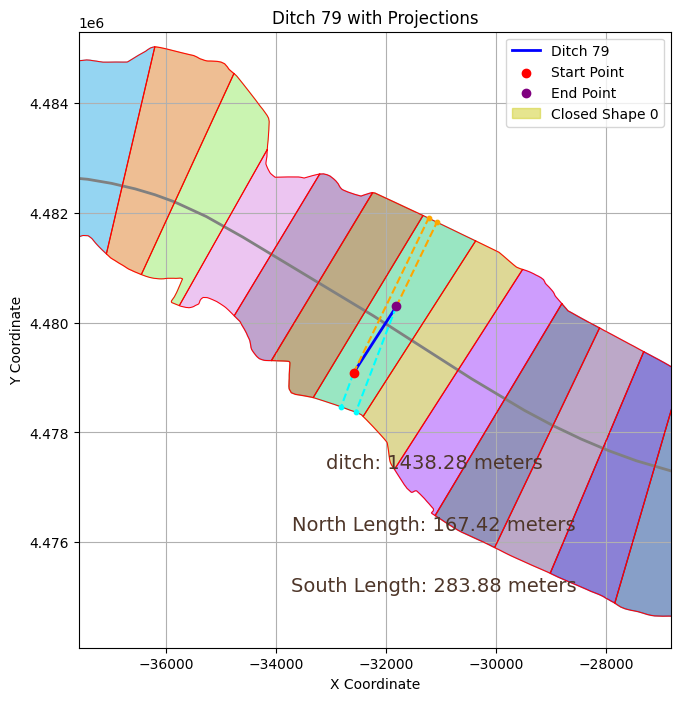 Ditch 79 with Projections
1e6
Ditch 79
Start Point
End Point
Closed Shape 0
4.484
4.482
4.480
4.478
4.476
Y Coordinate
ditch: 1438.28 meters
North Length: 167.42 meters
South Length: 283.88 meters
−36000 −34000 −32000 −30000 −28000
X Coordinate